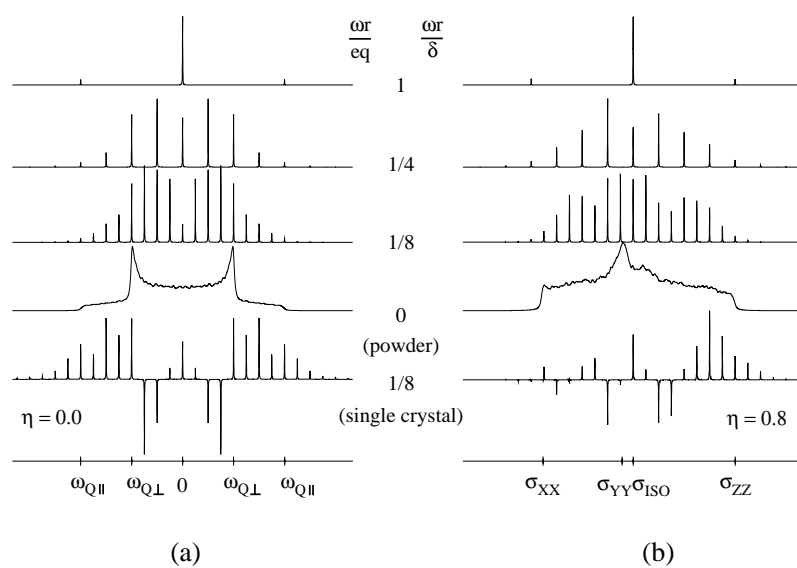 ωr ωr
eq δ
1
1/4
1/8
0
(powder)
1/8
η = 0.0 (single crystal) η = 0.8
ωQ∥ ωQ⊥ 0 ωQ⊥ ωQ∥ σXX σYY σISO σZZ
(a) (b)